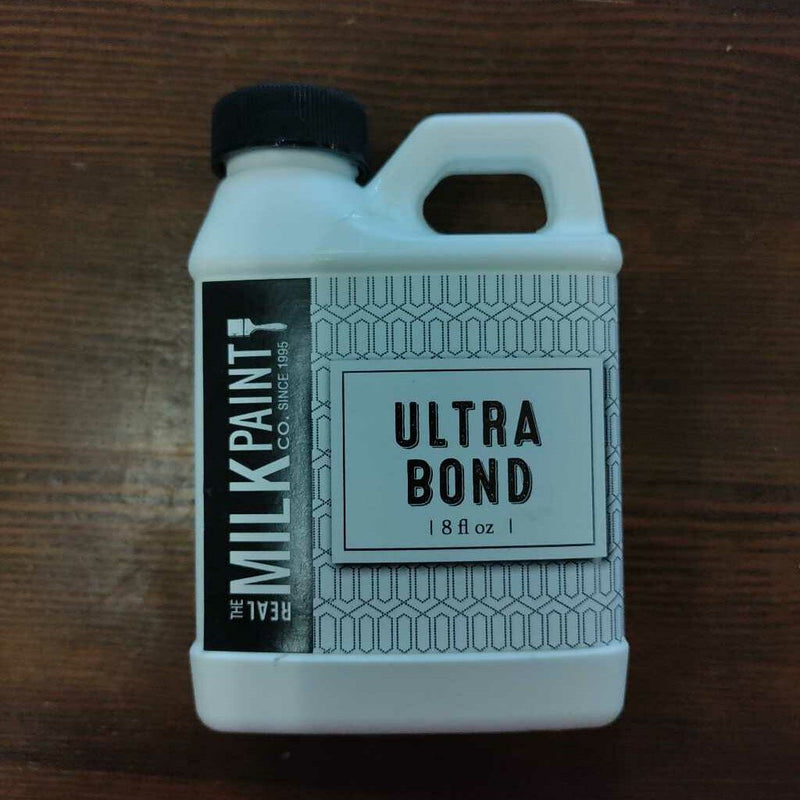 THE REAL
MILK PAINT
CO. SINCE 1995
ULTRA
BOND
| 8 fl oz |